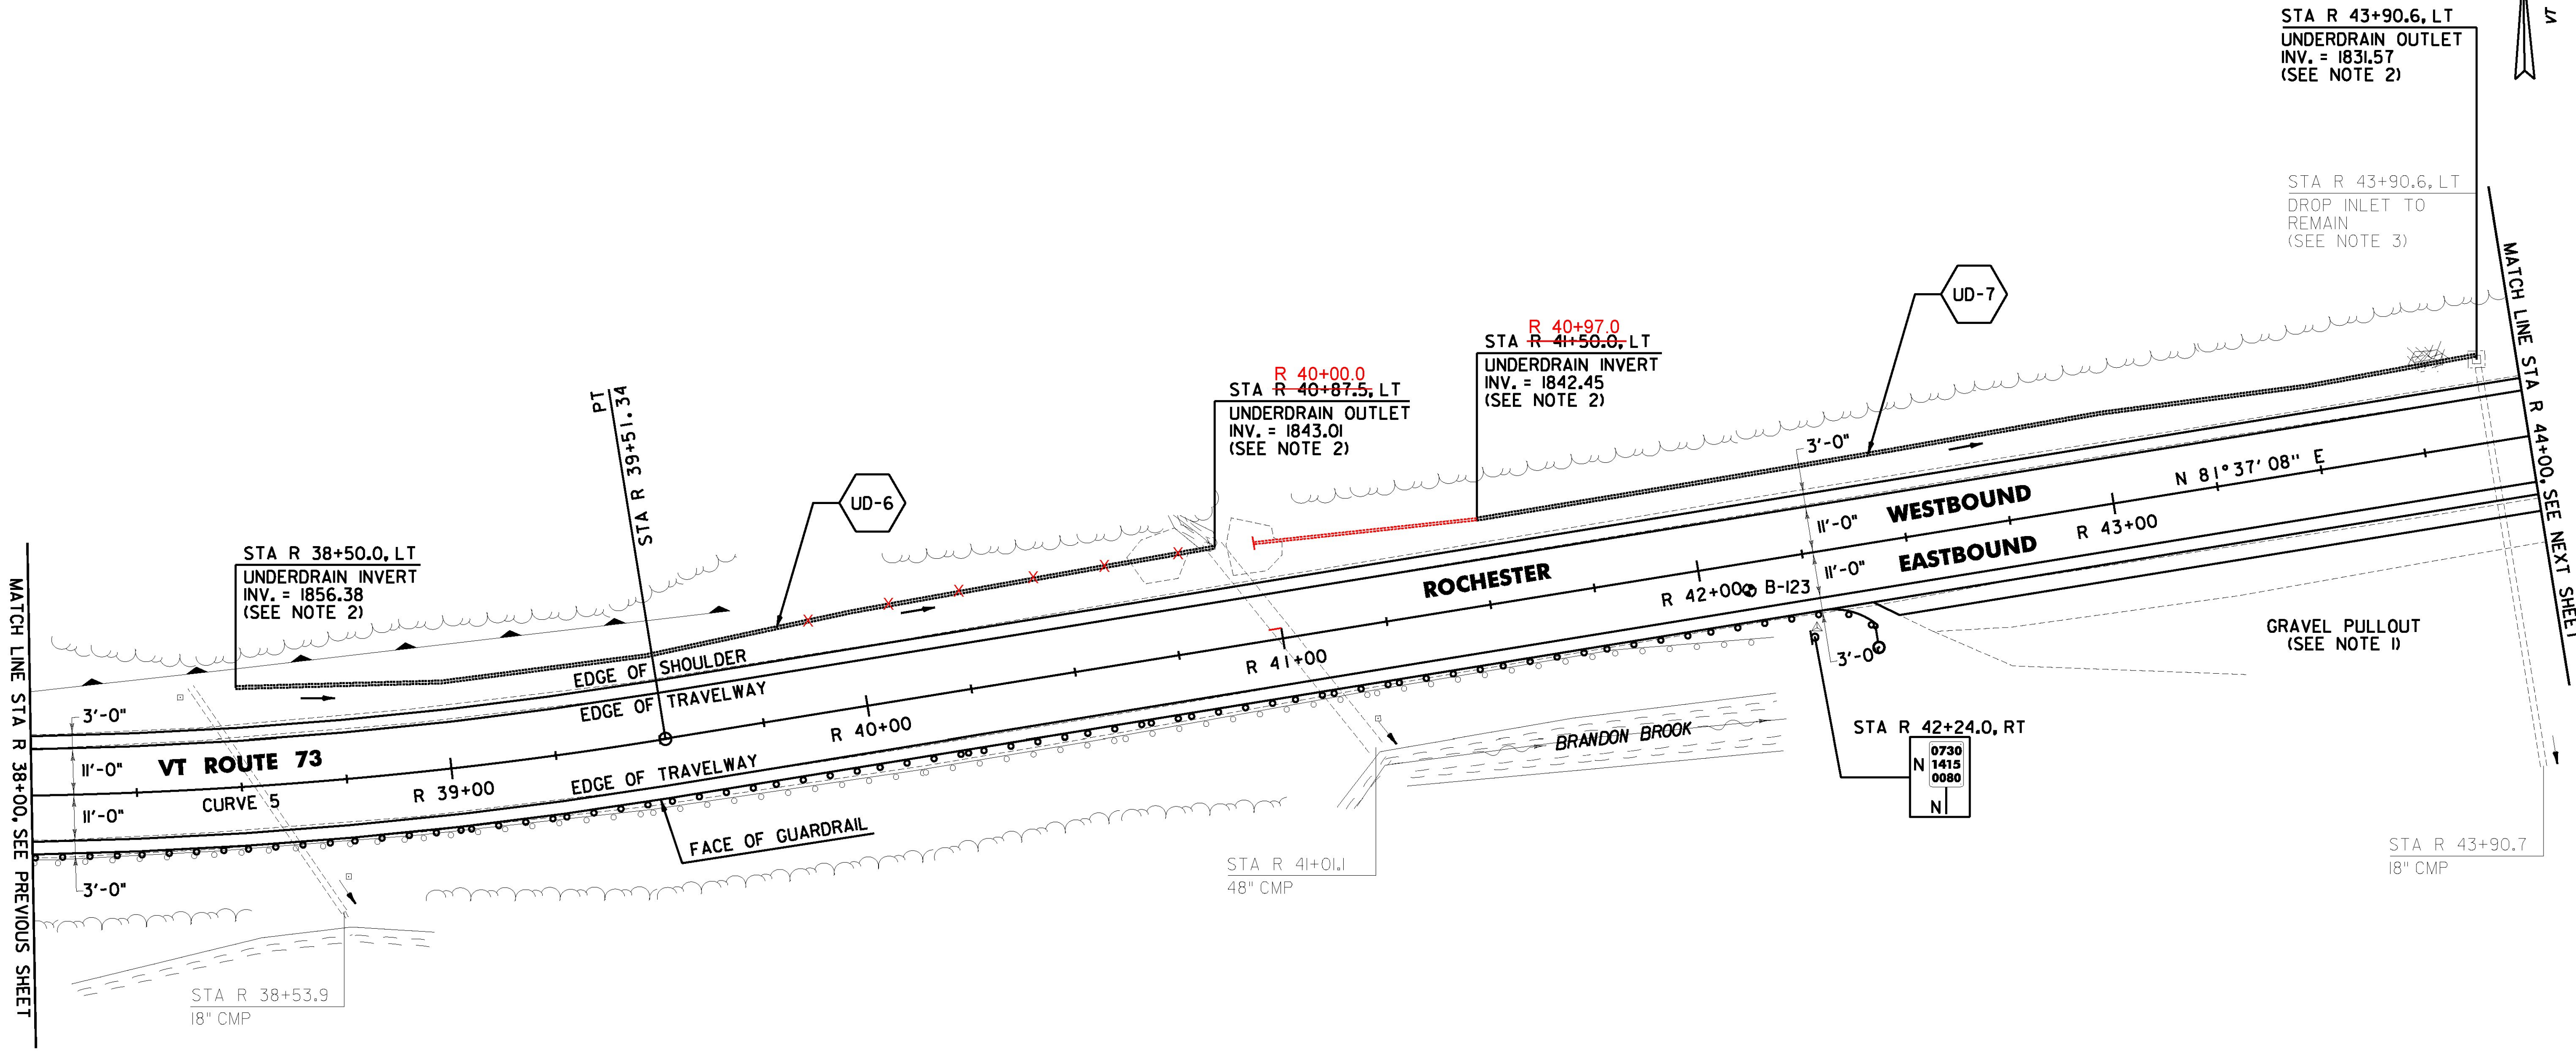 STA R 43+90.6, LT
UNDERDRAIN OUTLET
INV. = 1831.57
(SEE NOTE 2)
VT
STA R 43+90.6, LT
DROP INLET TO
REMAIN
(SEE NOTE 3)
MATCH LINE STA R 44+00, SEE NEXT SHEET
UD-7
R 40+97.0
STA R 41+50.0, LT
UNDERDRAIN INVERT
INV. = 1842.45
(SEE NOTE 2)
R 40+00.0
STA R 40+87.5, LT
UNDERDRAIN OUTLET
INV. = 1843.01
(SEE NOTE 2)
PT
STA R 39+51.34
UD-6
STA R 38+50.0, LT
UNDERDRAIN INVERT
INV. = 1856.38
(SEE NOTE 2)
MATCH LINE STA R 38+00, SEE PREVIOUS SHEET
3'-0"
11'-0"
11'-0"
3'-0"
VT ROUTE 73
CURVE 5
R 39+00
EDGE OF SHOULDER
EDGE OF TRAVELWAY
EDGE OF TRAVELWAY
FACE OF GUARDRAIL
R 40+00
R 41+00
ROCHESTER
R 42+00
B-123
3'-0"
11'-0"
11'-0"
3'-0"
WESTBOUND
EASTBOUND
N 81°37'08" E
R 43+00
GRAVEL PULLOUT
(SEE NOTE 1)
BRANDON BROOK
STA R 42+24.0, RT
0730
1415
0080
N
N
STA R 41+01.1
48" CMP
STA R 43+90.7
18" CMP
STA R 38+53.9
18" CMP